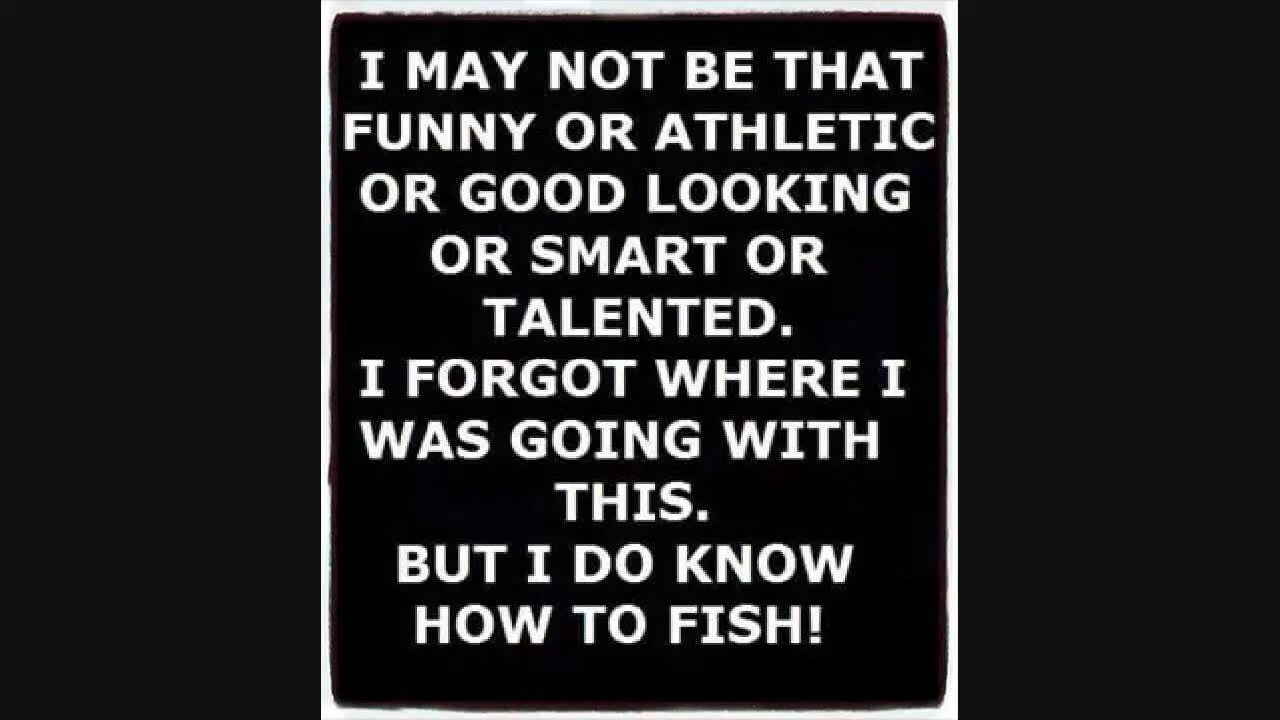 I MAY NOT BE THAT
FUNNY OR ATHLETIC
OR GOOD LOOKING
OR SMART OR
TALENTED.
I FORGOT WHERE I
WAS GOING WITH
THIS.
BUT I DO KNOW
HOW TO FISH!